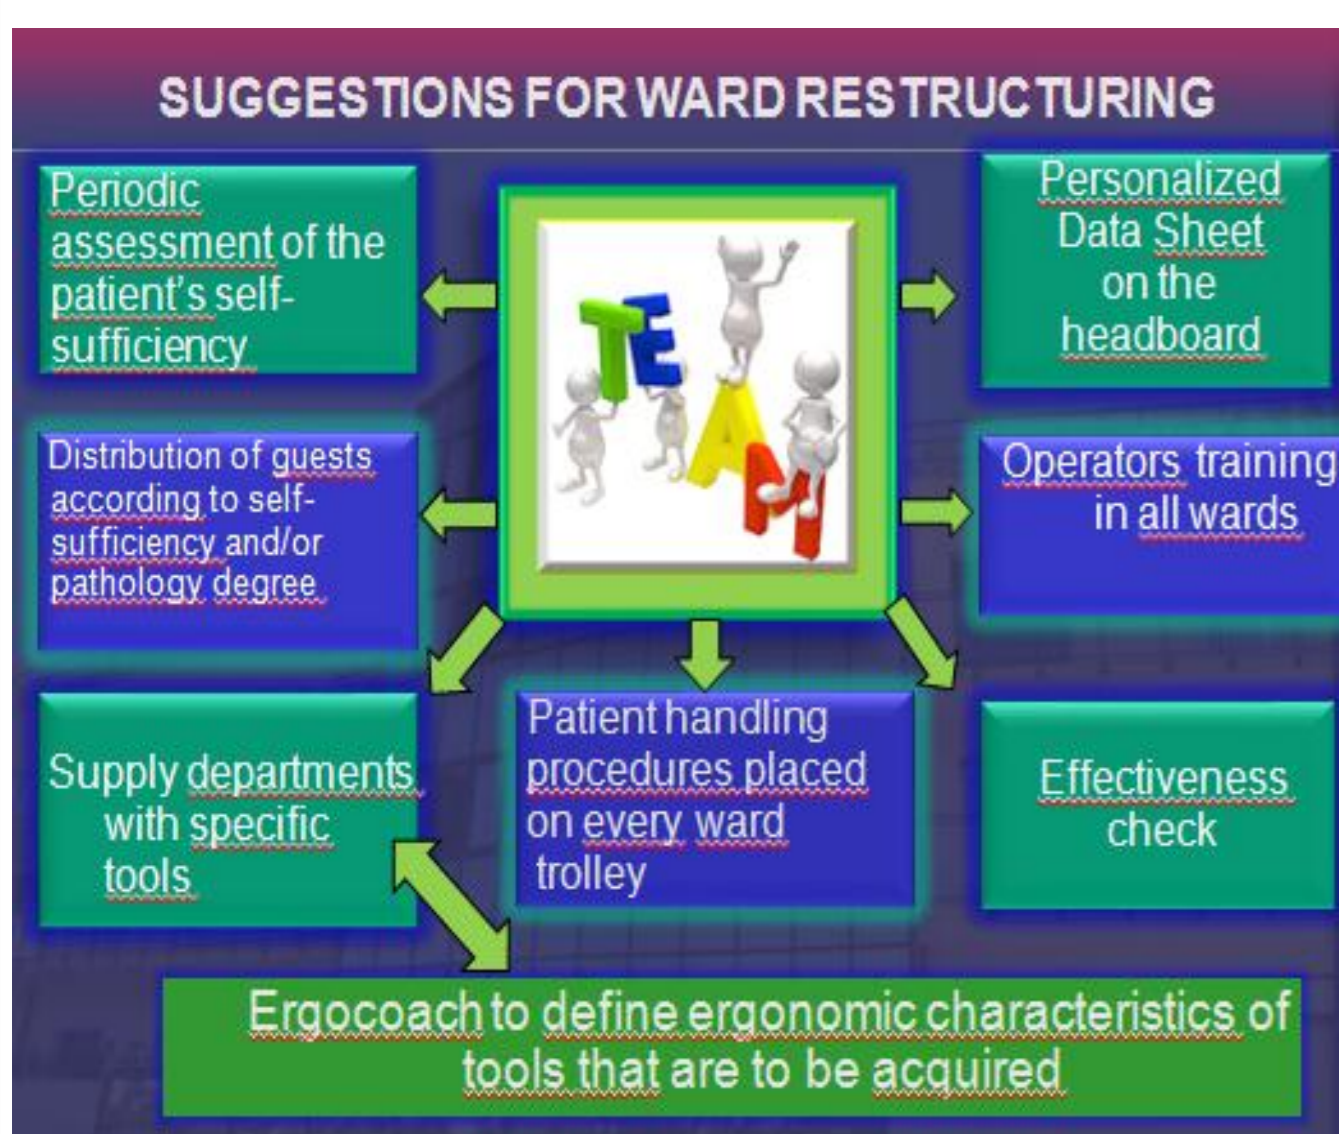 SUGGESTIONS FOR WARD RESTRUCTURING
Periodic
assessment of the
patient's self-
sufficiency
TEAM
Personalized
Data Sheet
on the
headboard
Distribution of guests
according to self-
sufficiency and/or
pathology degree
Operators training
in all wards
Supply departments
with specific
tools
Patient handling
procedures placed
on every ward
trolley
Effectiveness
check
Ergocoach to define ergonomic characteristics of
tools that are to be acquired